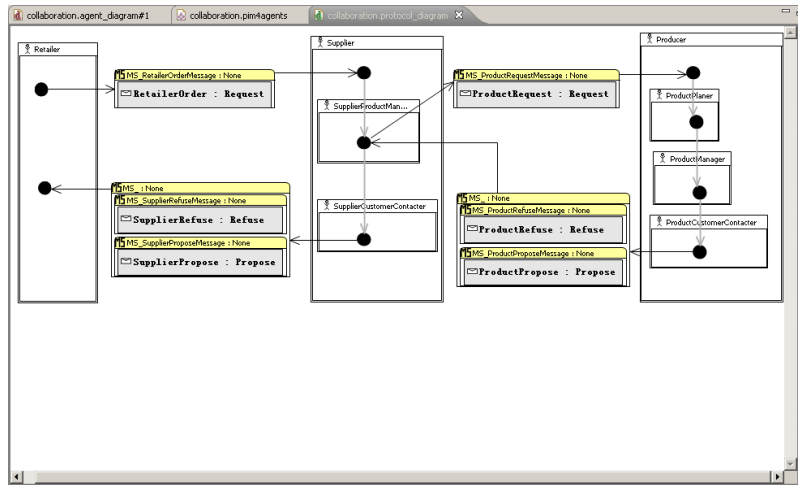 collaboration.agent_diagram#1
collaboration.pim4agents
collaboration.protocol_diagram
Retailer
Supplier
Producer
MS_RetailerOrderMessage : None
RetailerOrder : Request
MS_ProductRequestMessage : None
ProductRequest : Request
SupplierProductMan...
ProductPlaner
ProductManager
MS_ : None
MS_SupplierRefuseMessage : None
SupplierRefuse : Refuse
MS_SupplierProposeMessage : None
SupplierPropose : Propose
SupplierCustomerContacter
MS_ : None
MS_ProductRefuseMessage : None
ProductRefuse : Refuse
MS_ProductProposeMessage : None
ProductPropose : Propose
ProductCustomerContacter